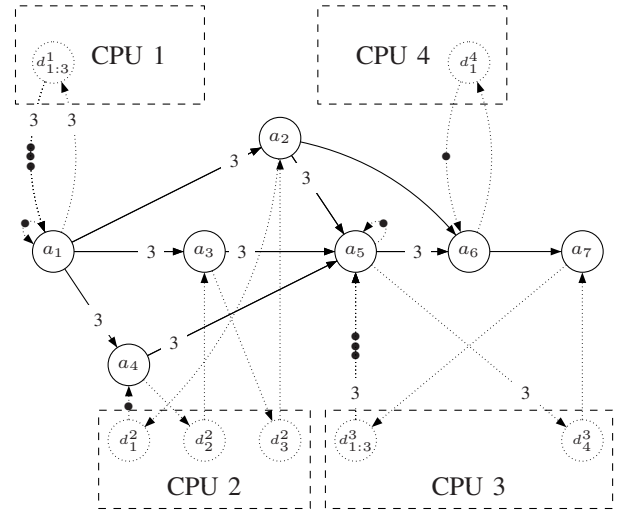 d^1_{1:3} CPU 1 CPU 4 d^4_1
3 3
a_2
3 3
a_1 3 a_3 3 a_5 3 a_6 a_7
3
3
a_4
3 3
d^2_1 d^2_2 d^2_3 d^3_{1:3} d^3_4
CPU 2 CPU 3